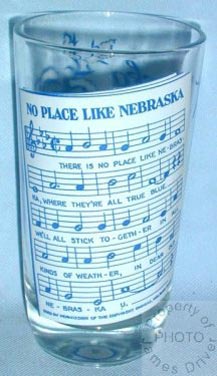 NO PLACE LIKE NEBRASKA
THERE IS NO PLACE LIKE NE-BRAS-
KA, WHERE THEY'RE ALL TRUE BLUE,
WE'LL ALL STICK TO-GETH-ER IN
KINDS OF WEATH-ER, IN DEAR
NE-BRAS-KA U.
Property of
PHOTO
James Driver